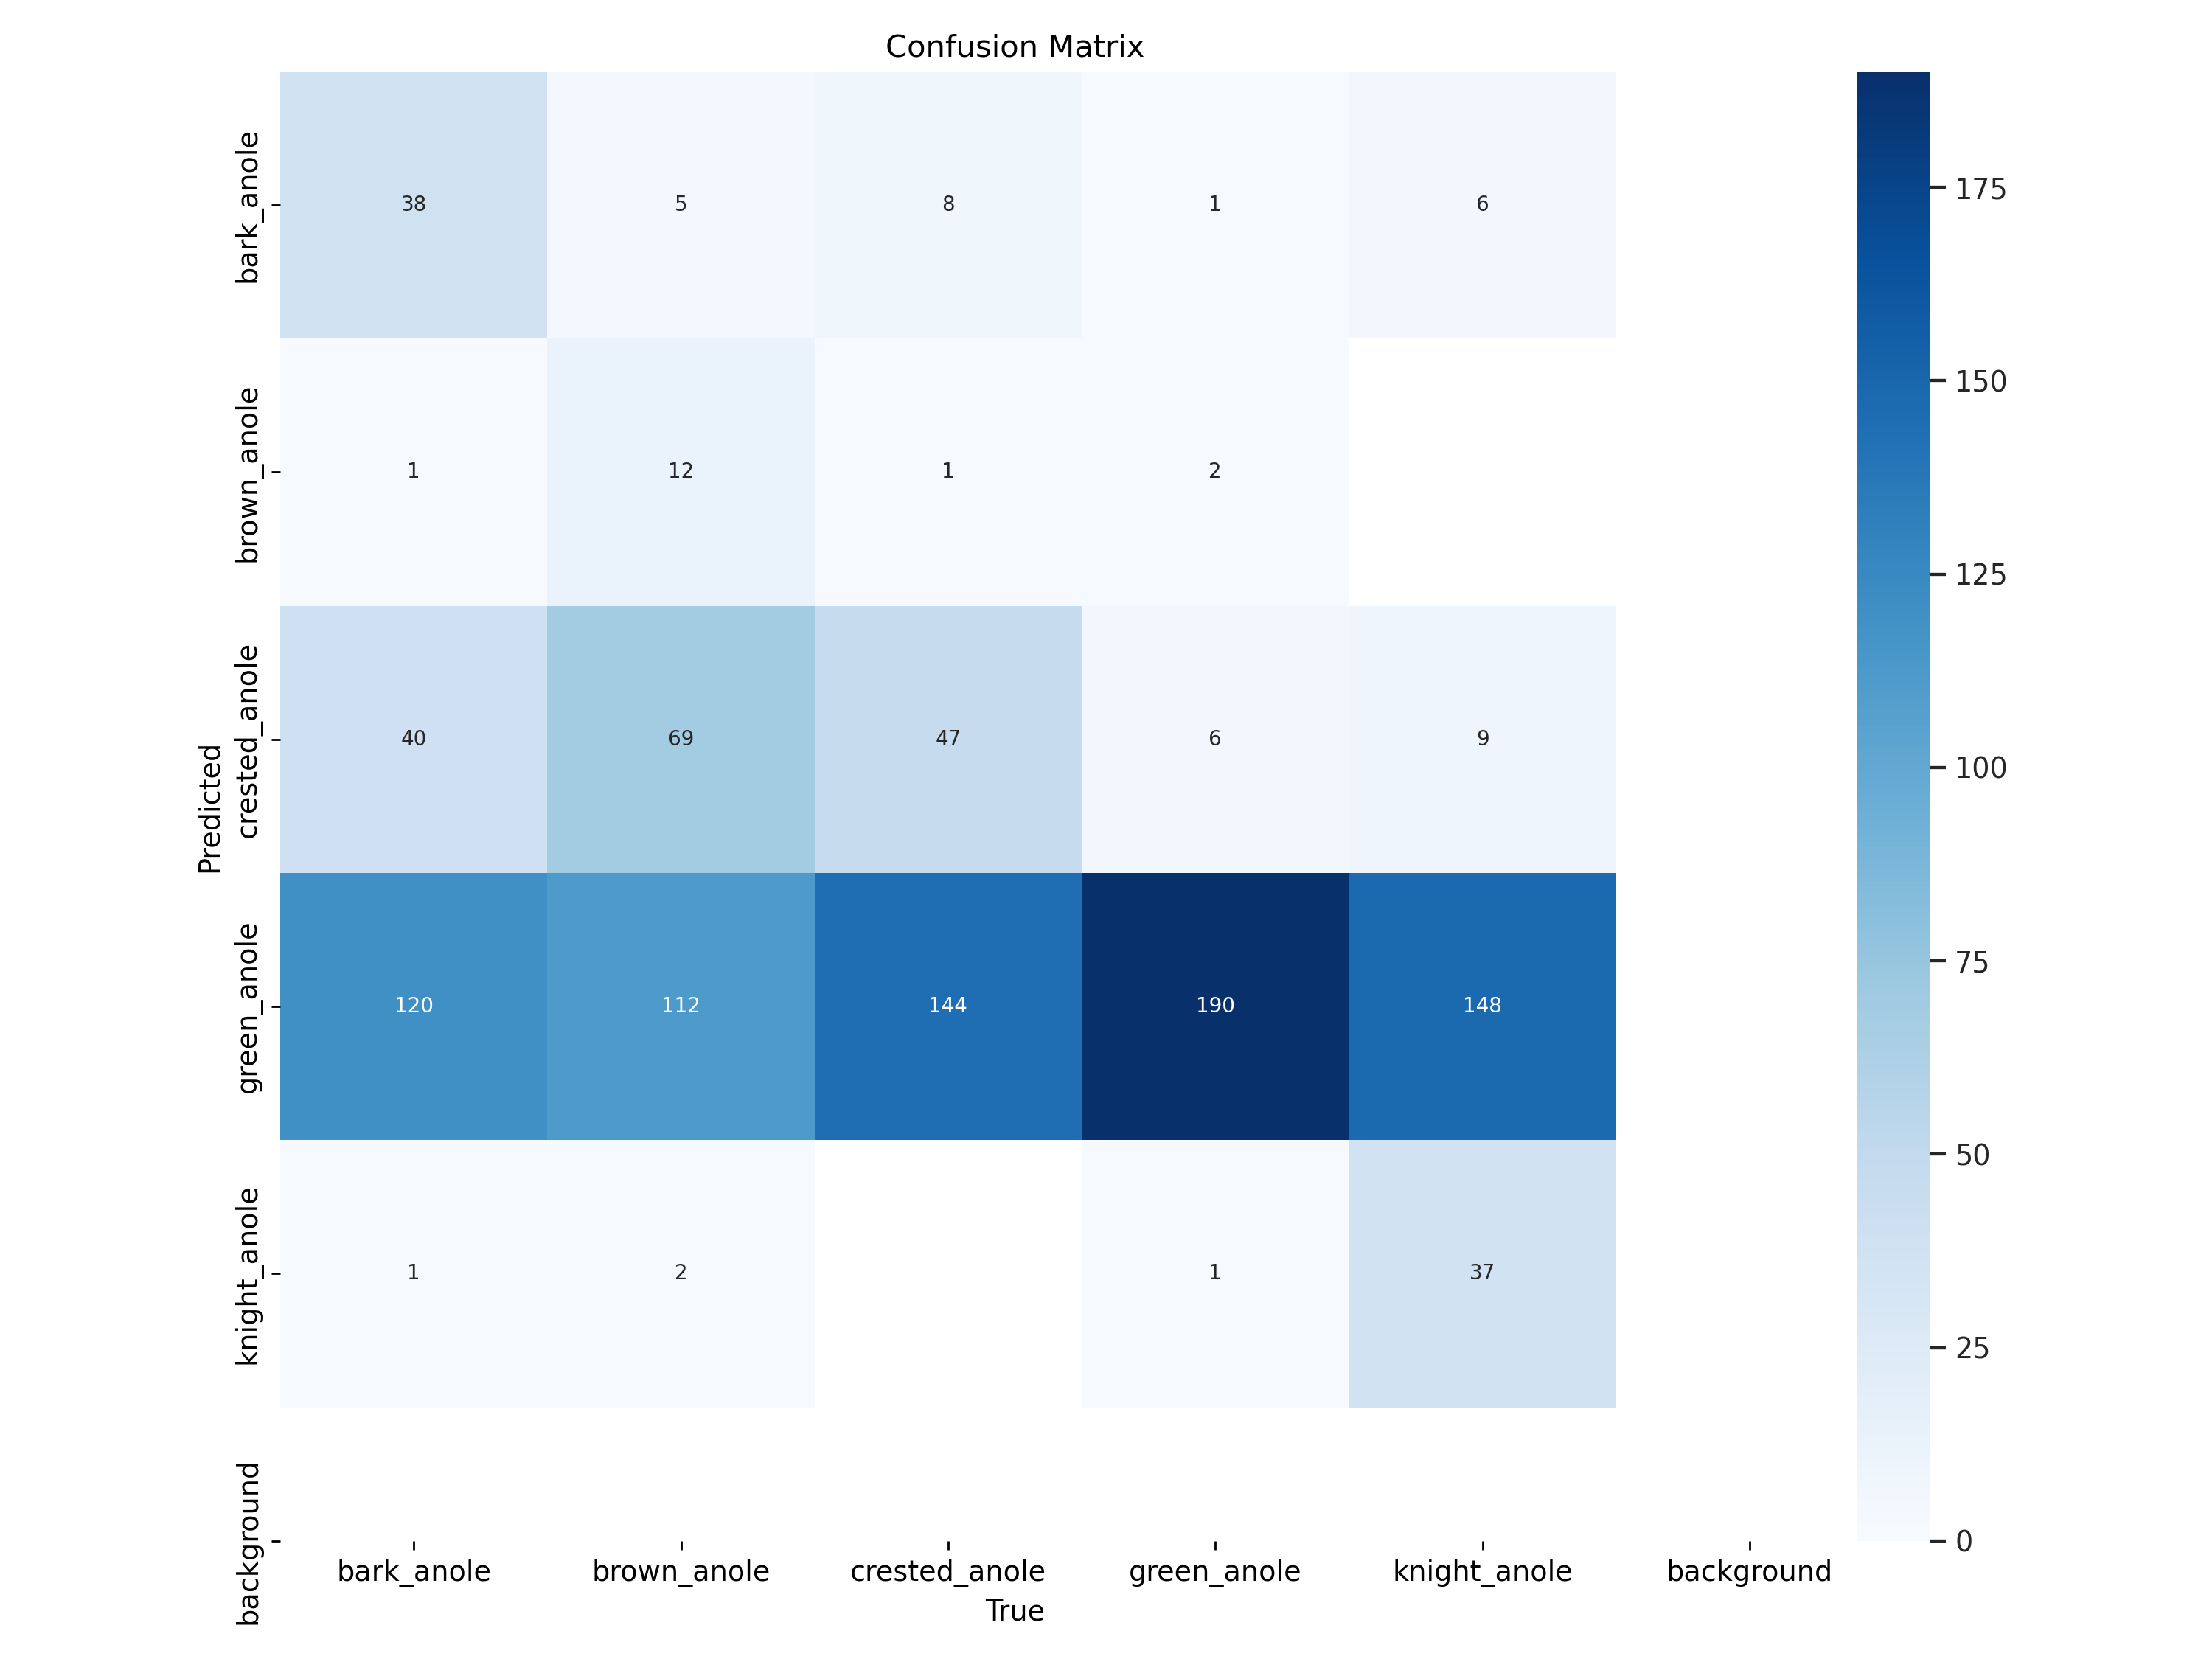 Confusion Matrix
Predicted
bark_anole
38 5 8 1 6
brown_anole
1 12 1 2
crested_anole
40 69 47 6 9
green_anole
120 112 144 190 148
knight_anole
1 2 1 37
background
bark_anole brown_anole crested_anole green_anole knight_anole background
True
175
150
125
100
75
50
25
0